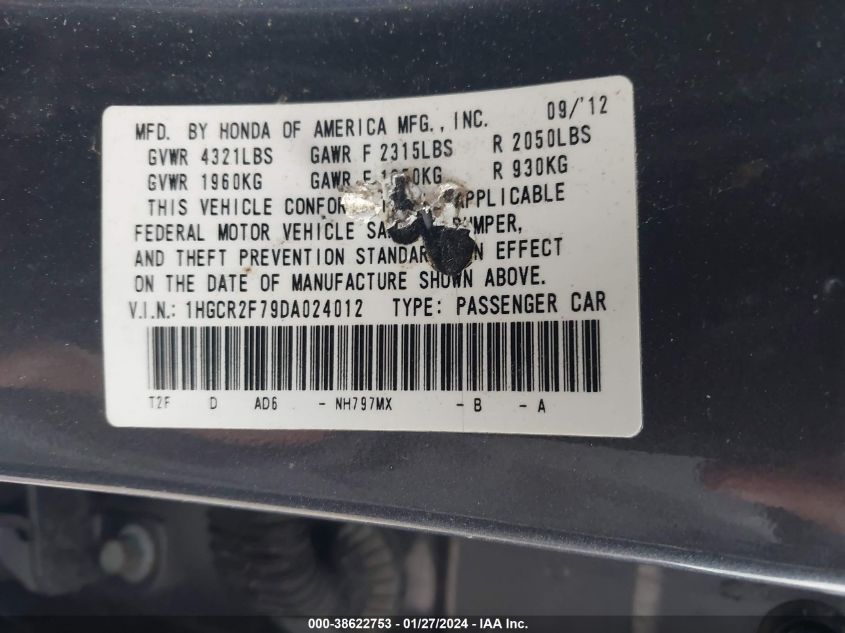 MFD. BY HONDA OF AMERICA MFG., INC. 09/'12
GVWR 4321LBS GAWR F 2315LBS R 2050LBS
GVWR 1960KG GAWR F R 930KG
THIS VEHICLE APPLICABLE
FEDERAL MOTOR VEHICLE
AND THEFT PREVENTION EFFECT
ON THE DATE OF MANUFACTURE SHOWN ABOVE.
V.I.N.: 1HGCR2F79DA024012 TYPE: PASSENGER CAR
T2F D AD6 - NH797MX - B - A
000-38622753 - 01/27/2024 - IAA Inc.